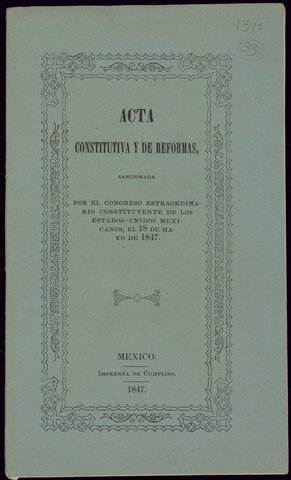 1847
133
ACTA
CONSTITUTIVA Y DE REFORMAS,
SANCIONADA
POR EL CONGRESO ESTRAORDINA-
RIO CONSTITUYENTE DE LOS
ESTADOS-UNIDOS MEXI-
CANOS, EL 18 DE MA-
YO DE 1847.
MEXICO.
IMPRENTA DE CUMPLIDO.
1847.